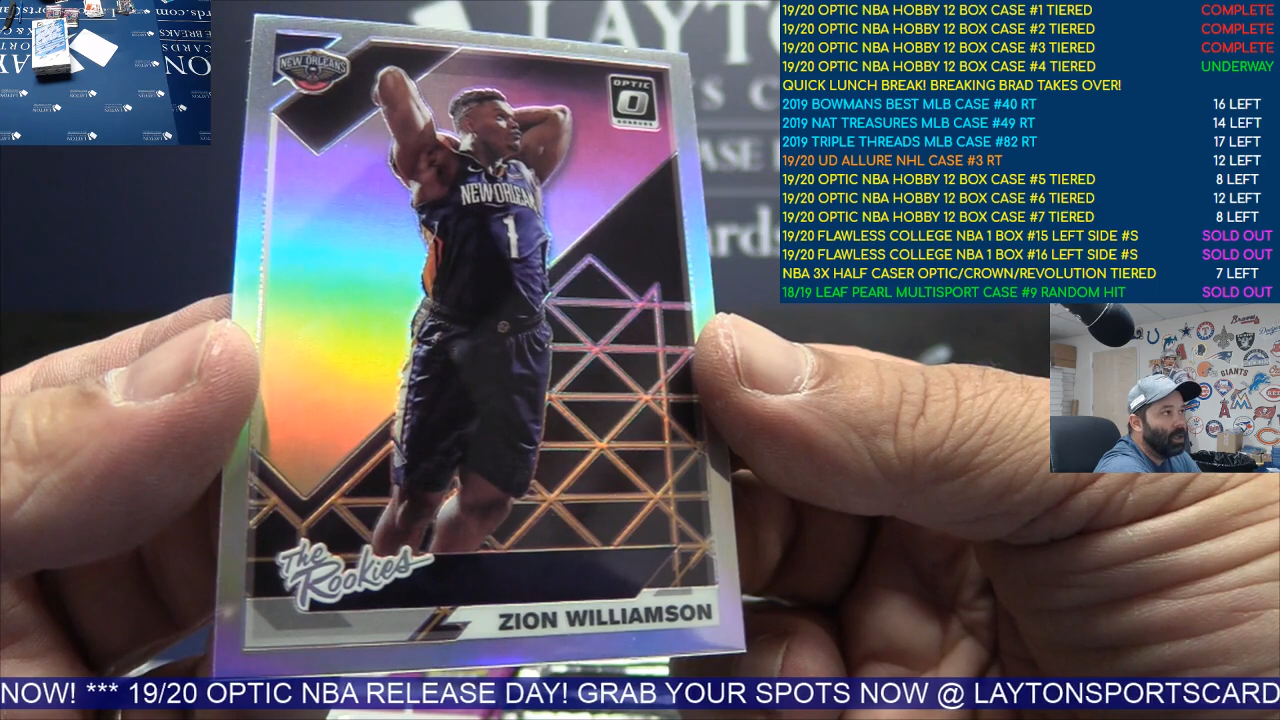 19/20 OPTIC NBA HOBBY 12 BOX CASE #1 TIERED COMPLETE
19/20 OPTIC NBA HOBBY 12 BOX CASE #2 TIERED COMPLETE
19/20 OPTIC NBA HOBBY 12 BOX CASE #3 TIERED COMPLETE
19/20 OPTIC NBA HOBBY 12 BOX CASE #4 TIERED UNDERWAY
QUICK LUNCH BREAK! BREAKING BRAD TAKES OVER!
2019 BOWMANS BEST MLB CASE #40 RT 16 LEFT
2019 NAT TREASURES MLB CASE #49 RT 14 LEFT
2019 TRIPLE THREADS MLB CASE #82 RT 17 LEFT
19/20 UD ALLURE NHL CASE #3 RT 12 LEFT
19/20 OPTIC NBA HOBBY 12 BOX CASE #5 TIERED 8 LEFT
19/20 OPTIC NBA HOBBY 12 BOX CASE #6 TIERED 12 LEFT
19/20 OPTIC NBA HOBBY 12 BOX CASE #7 TIERED 8 LEFT
19/20 FLAWLESS COLLEGE NBA 1 BOX #15 LEFT SIDE #S SOLD OUT
19/20 FLAWLESS COLLEGE NBA 1 BOX #16 LEFT SIDE #S SOLD OUT
NBA 3X HALF CASER OPTIC/CROWN/REVOLUTION TIERED 7 LEFT
18/19 LEAF PEARL MULTISPORT CASE #9 RANDOM HIT SOLD OUT
LAYTO
NEW ORLEANS
OPTIC
DONRUSS
NEW ORLEAN
1
The
Rookies
ZION WILLIAMSON
GIANTS
Braves
NOW! *** 19/20 OPTIC NBA RELEASE DAY! GRAB YOUR SPOTS NOW @ LAYTONSPORTSCARD